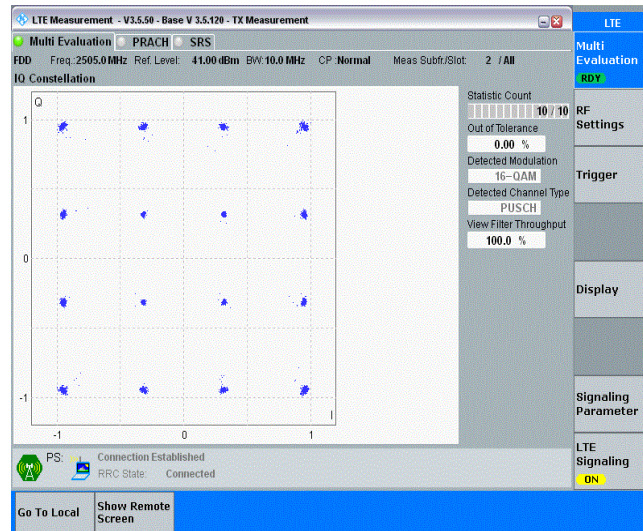 LTE Measurement - V3.5.50 - Base V 3.5.120 - TX Measurement
LTE
Multi Evaluation PRACH SRS
FDD Freq.:2505.0 MHz Ref. Level: 41.00 dBm BW:10.0 MHz CP :Normal Meas Subfr./Slot: 2 / All
IQ Constellation
Q
1
0
-1
-1
0
1
I
Statistic Count
10 / 10
Out of Tolerance
0.00 %
Detected Modulation
16-QAM
Detected Channel Type
PUSCH
View Filter Throughput
100.0 %
Multi
Evaluation
RDY
RF
Settings
Trigger
Display
Signaling
Parameter
LTE
Signaling
ON
PS: Connection Established
RRC State: Connected
Go To Local
Show Remote
Screen